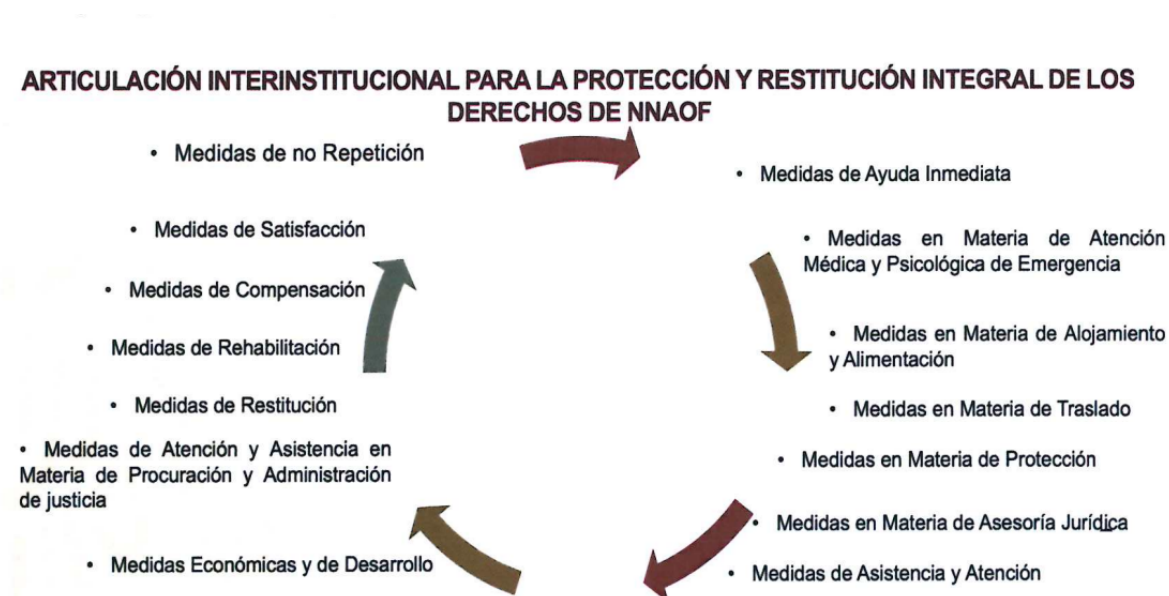 ARTICULACIÓN INTERINSTITUCIONAL PARA LA PROTECCIÓN Y RESTITUCIÓN INTEGRAL DE LOS
DERECHOS DE NNAOF
• Medidas de Ayuda Inmediata
• Medidas en Materia de Atención
Médica y Psicológica de Emergencia
• Medidas en Materia de Alojamiento
y Alimentación
• Medidas en Materia de Traslado
• Medidas en Materia de Protección
• Medidas en Materia de Asesoría Jurídica
• Medidas de Asistencia y Atención
• Medidas Económicas y de Desarrollo
• Medidas de Atención y Asistencia en
Materia de Procuración y Administración
de justicia
• Medidas de Restitución
• Medidas de Rehabilitación
• Medidas de Compensación
• Medidas de Satisfacción
• Medidas de no Repetición